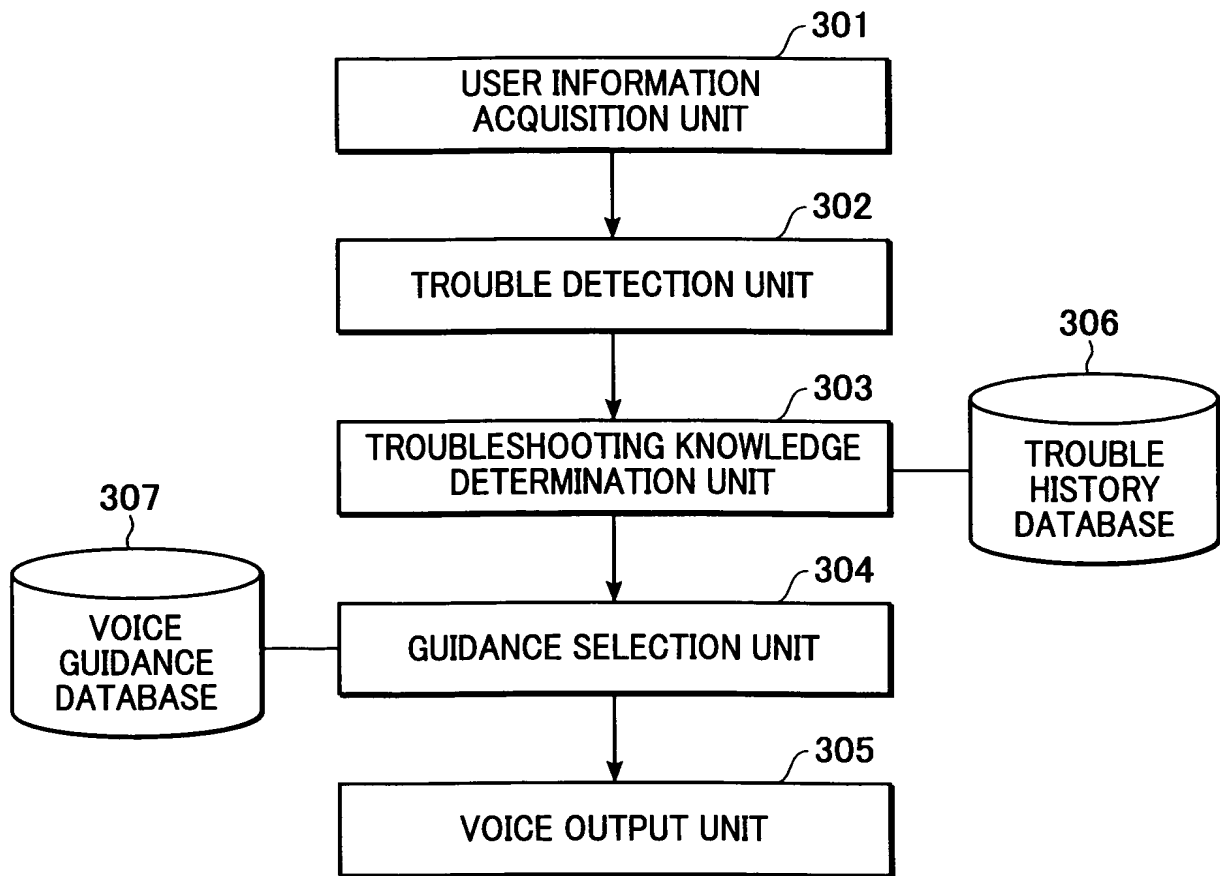 301
USER INFORMATION
ACQUISITION UNIT
302
TROUBLE DETECTION UNIT
303
TROUBLESHOOTING KNOWLEDGE
DETERMINATION UNIT
306
TROUBLE
HISTORY
DATABASE
307
VOICE
GUIDANCE
DATABASE
304
GUIDANCE SELECTION UNIT
305
VOICE OUTPUT UNIT